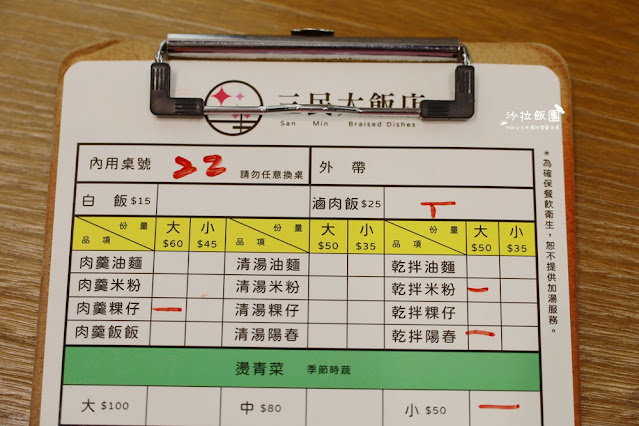 三民大飯店
San Min Braised Dishes
沙拉飯團
內用桌號 22 請勿任意換桌 外 帶
白 飯 $15 滷肉飯 $25 T
份 量 大 小 份 量 大 小 份 量 大 小
品 項 $60 $45 品 項 $50 $35 品 項 $50 $35
肉羹油麵 清湯油麵 乾拌油麵
肉羹米粉 清湯米粉 乾拌米粉 一
肉羹粿仔 一 清湯粿仔 乾拌粿仔
肉羹飯飯 清湯陽春 乾拌陽春 一
燙青菜 季節時蔬
大 $100 中 $80 小 $50 一
＊為確保餐飲衛生，恕不提供加湯服務。